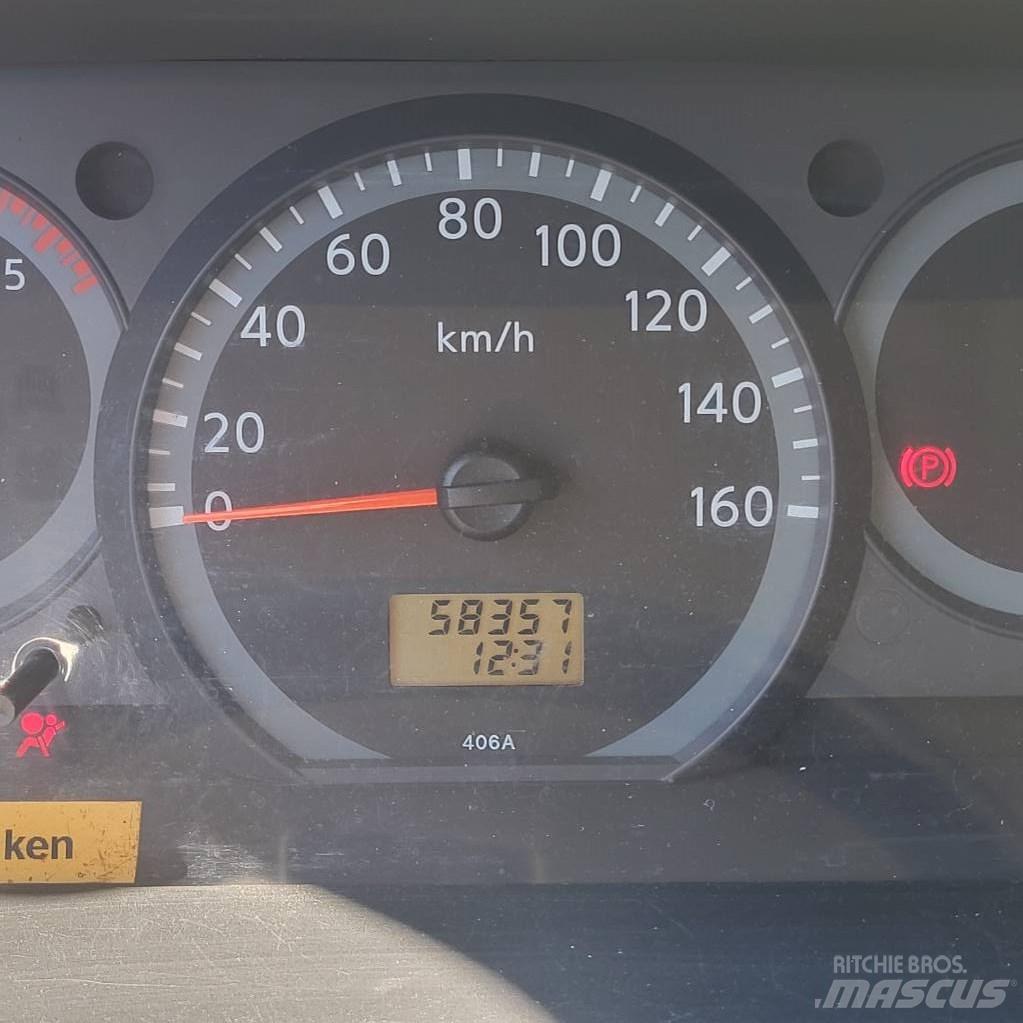 80
60
100
5
120
40
km/h
140
20
P
0
160
58357
12:31
406A
ken
RITCHIE BROS.
MASCUS